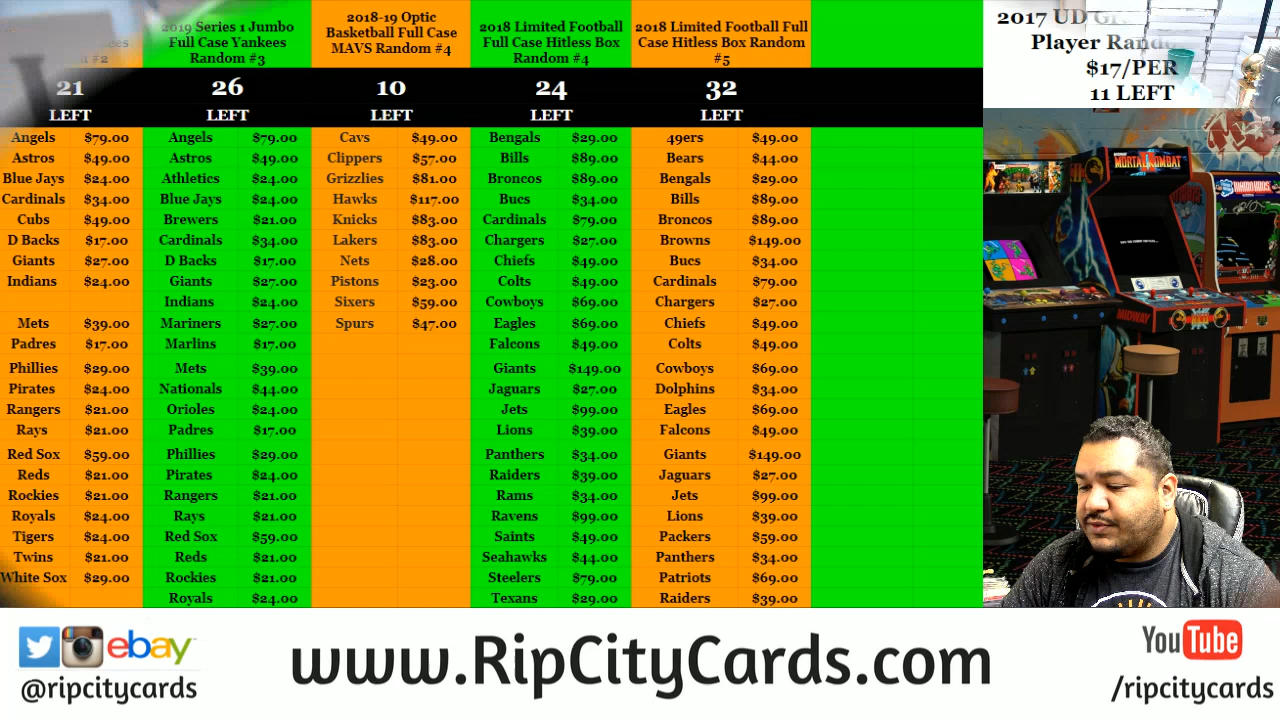 #2
21
LEFT
Angels $79.00
Astros $49.00
Blue Jays $24.00
Cardinals $34.00
Cubs $49.00
D Backs $17.00
Giants $27.00
Indians $24.00
Mets $39.00
Padres $17.00
Phillies $29.00
Pirates $24.00
Rangers $21.00
Rays $21.00
Red Sox $59.00
Reds $21.00
Rockies $21.00
Royals $24.00
Tigers $24.00
Twins $21.00
White Sox $29.00
2019 Series 1 Jumbo
Full Case Yankees
Random #3
26
LEFT
Angels $79.00
Astros $49.00
Athletics $24.00
Blue Jays $24.00
Brewers $21.00
Cardinals $34.00
D Backs $17.00
Giants $27.00
Indians $24.00
Mariners $27.00
Marlins $17.00
Mets $39.00
Nationals $44.00
Orioles $24.00
Padres $17.00
Phillies $29.00
Pirates $24.00
Rangers $21.00
Rays $21.00
Red Sox $59.00
Reds $21.00
Rockies $21.00
Royals $24.00
2018-19 Optic
Basketball Full Case
MAVS Random #4
10
LEFT
Cavs $49.00
Clippers $57.00
Grizzlies $81.00
Hawks $117.00
Knicks $83.00
Lakers $83.00
Nets $28.00
Pistons $23.00
Sixers $59.00
Spurs $47.00
2018 Limited Football
Full Case Hitless Box
Random #4
24
LEFT
Bengals $29.00
Bills $89.00
Broncos $89.00
Bucs $34.00
Cardinals $79.00
Chargers $27.00
Chiefs $49.00
Colts $49.00
Cowboys $69.00
Eagles $69.00
Falcons $49.00
Giants $149.00
Jaguars $27.00
Jets $99.00
Lions $39.00
Panthers $34.00
Raiders $39.00
Rams $34.00
Ravens $99.00
Saints $49.00
Seahawks $44.00
Steelers $79.00
Texans $29.00
2018 Limited Football Full
Case Hitless Box Random
#5
32
LEFT
49ers $49.00
Bears $44.00
Bengals $29.00
Bills $89.00
Broncos $89.00
Browns $149.00
Bucs $34.00
Cardinals $79.00
Chargers $27.00
Chiefs $49.00
Colts $49.00
Cowboys $69.00
Dolphins $34.00
Eagles $69.00
Falcons $49.00
Giants $149.00
Jaguars $27.00
Jets $99.00
Lions $39.00
Packers $59.00
Panthers $34.00
Patriots $69.00
Raiders $39.00
2017 UD
Player
$17/PER
11 LEFT
MORTAL KOMBAT
MIDWAY
ebay
@ripcitycards
www.RipCityCards.com
YouTube
/ripcitycards